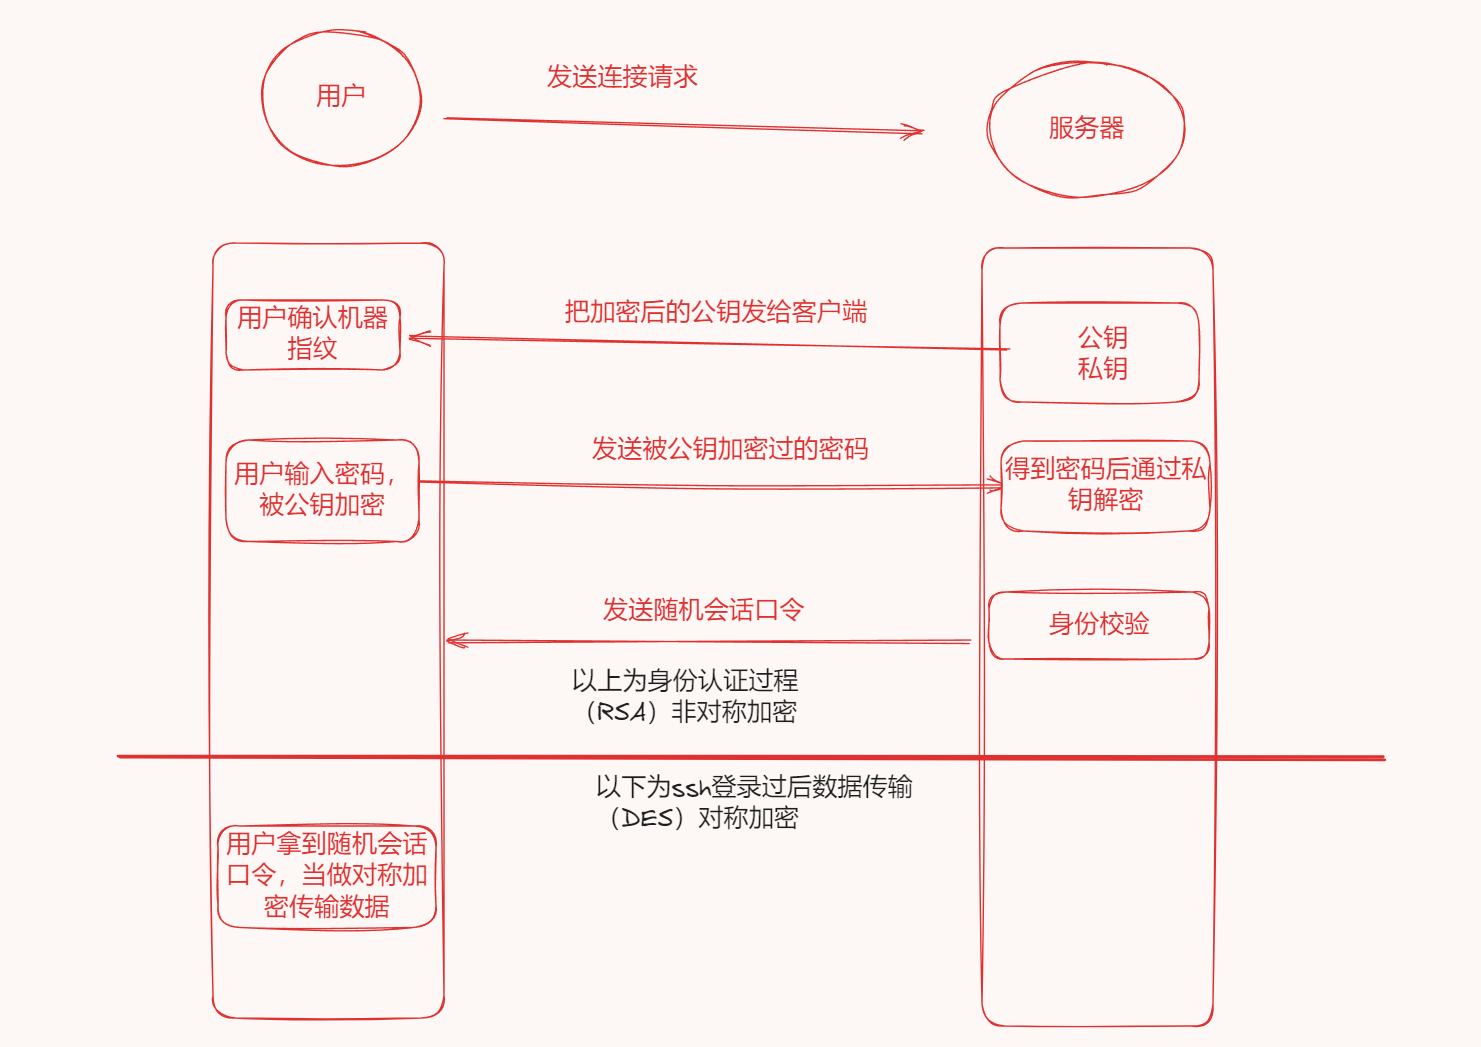 用户
发送连接请求
服务器
用户确认机器
指纹
把加密后的公钥发给客户端
公钥
私钥
用户输入密码，
被公钥加密
发送被公钥加密过的密码
得到密码后通过私
钥解密
发送随机会话口令
身份校验
以上为身份认证过程
（RSA）非对称加密
以下为ssh登录过后数据传输
（DES）对称加密
用户拿到随机会话
口令，当做对称加
密传输数据